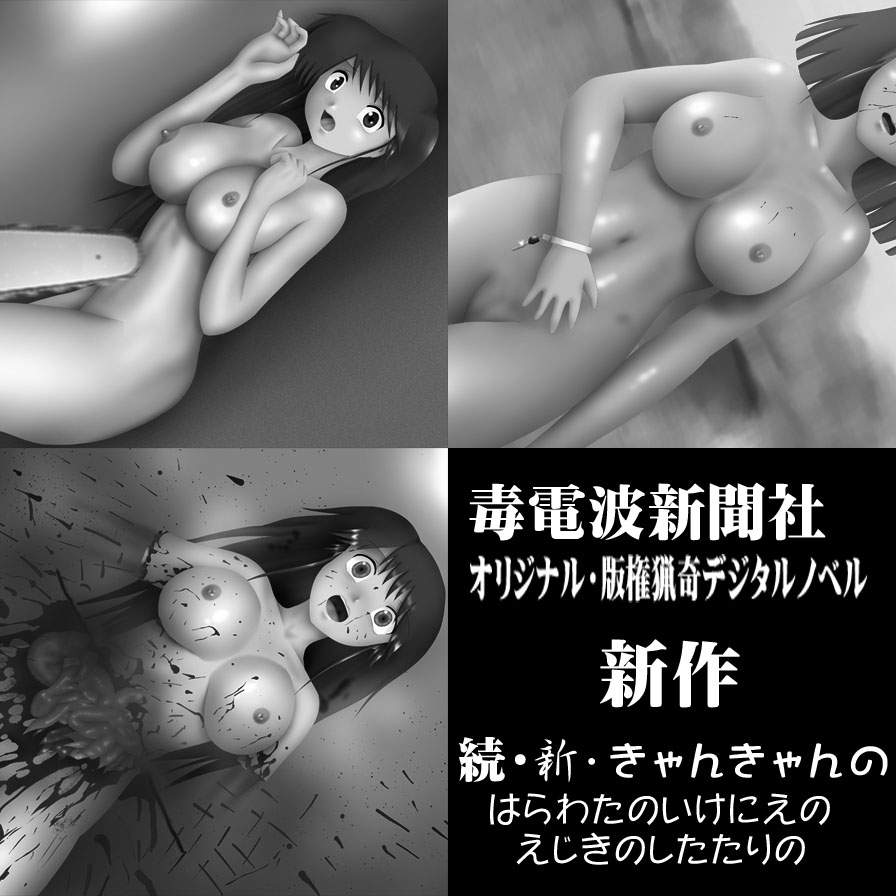 毒電波新聞社
オリジナル・版権猟奇デジタルノベル
新作
続・新・きゃんきゃんの
はらわたのいけにえの
えじきのしたたりの